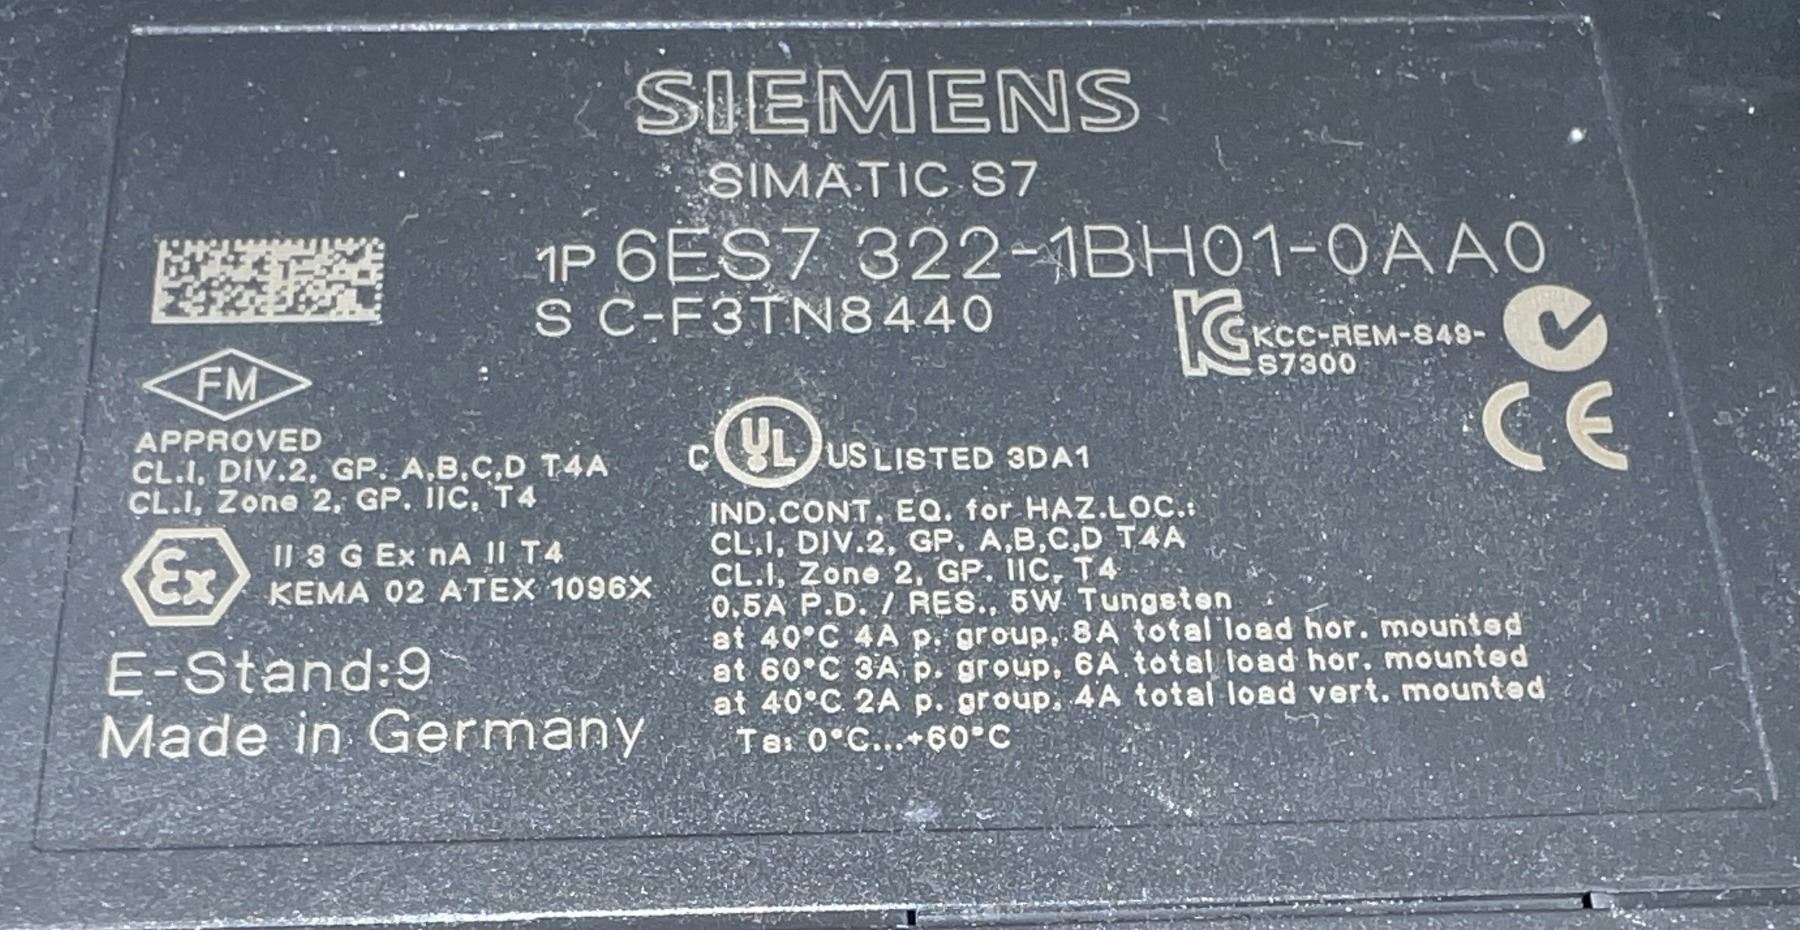 SIEMENS
SIMATIC S7
1P 6ES7 322-1BH01-0AA0
S C-F3TN8440
KCC-REM-S49-
S7300
FM
APPROVED
CL.I, DIV.2, GP. A,B,C,D T4A
CL.I, Zone 2, GP. IIC, T4
Ex
II 3 G Ex nA II T4
KEMA 02 ATEX 1096X
E-Stand:9
Made in Germany
C UL US LISTED 3DA1
IND.CONT. EQ. for HAZ.LOC.:
CL.I, DIV.2, GP. A,B,C,D T4A
CL.I, Zone 2, GP. IIC, T4
0.5A P.D. / RES., 5W Tungsten
at 40°C 4A p. group, 8A total load hor. mounted
at 60°C 3A p. group, 6A total load hor. mounted
at 40°C 2A p. group, 4A total load vert. mounted
Ta: 0°C...+60°C
CE